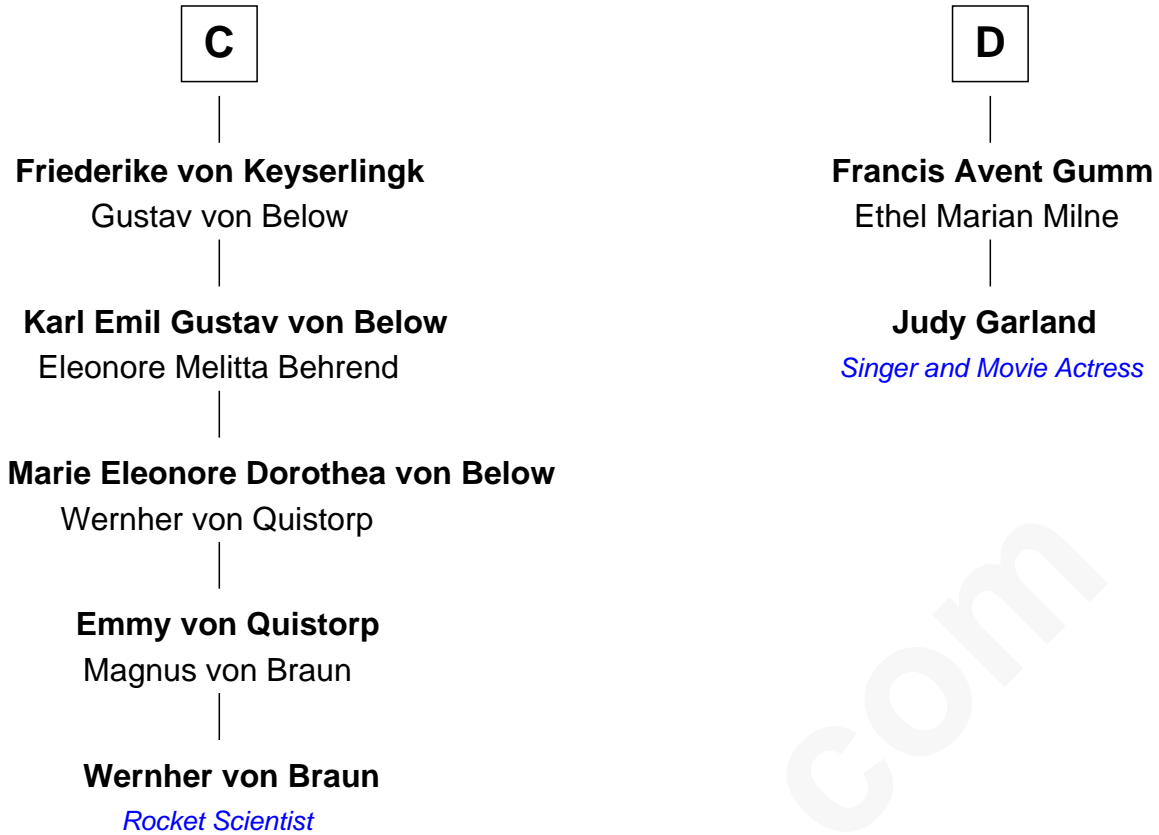 C
Friederike von Keyserlingk
Gustav von Below
Karl Emil Gustav von Below
Eleonore Melitta Behrend
Marie Eleonore Dorothea von Below
Wernher von Quistorp
Emmy von Quistorp
Magnus von Braun
Wernher von Braun
Rocket Scientist
D
Francis Avent Gumm
Ethel Marian Milne
Judy Garland
Singer and Movie Actress
com